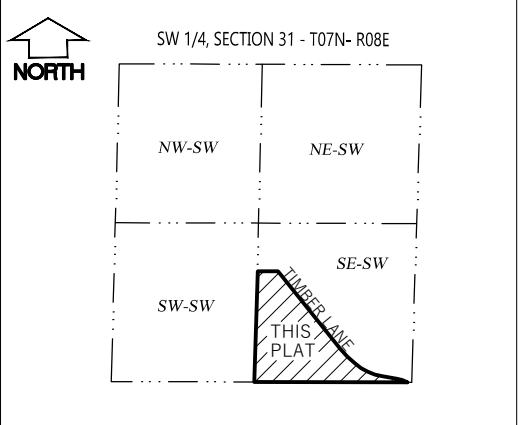 SW 1/4, SECTION 31 - T07N- R08E
NORTH
NW-SW
NE-SW
SE-SW
SW-SW
TIMBER LANE
THIS
PLAT